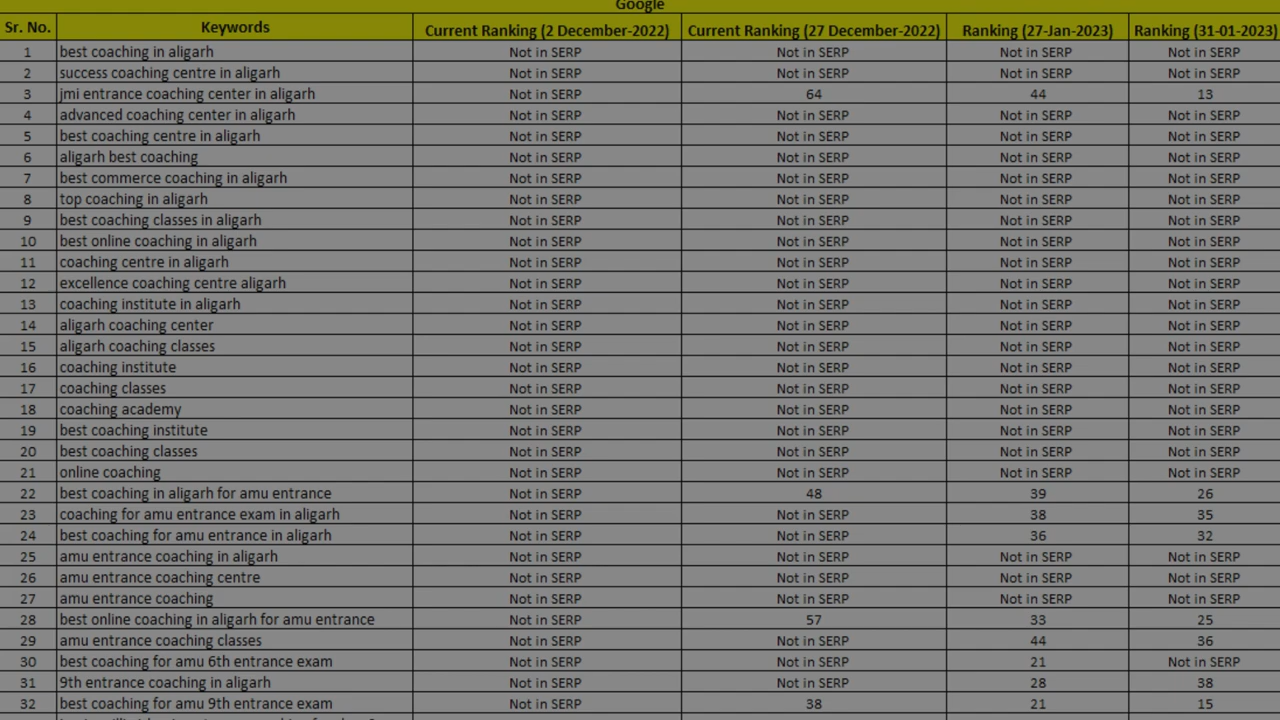 Google
Sr. No. Keywords Current Ranking (2 December-2022) Current Ranking (27 December-2022) Ranking (27-Jan-2023) Ranking (31-01-2023)
1 best coaching in aligarh Not in SERP Not in SERP Not in SERP Not in SERP
2 success coaching centre in aligarh Not in SERP Not in SERP Not in SERP Not in SERP
3 jmi entrance coaching center in aligarh Not in SERP 64 44 13
4 advanced coaching center in aligarh Not in SERP Not in SERP Not in SERP Not in SERP
5 best coaching centre in aligarh Not in SERP Not in SERP Not in SERP Not in SERP
6 aligarh best coaching Not in SERP Not in SERP Not in SERP Not in SERP
7 best commerce coaching in aligarh Not in SERP Not in SERP Not in SERP Not in SERP
8 top coaching in aligarh Not in SERP Not in SERP Not in SERP Not in SERP
9 best coaching classes in aligarh Not in SERP Not in SERP Not in SERP Not in SERP
10 best online coaching in aligarh Not in SERP Not in SERP Not in SERP Not in SERP
11 coaching centre in aligarh Not in SERP Not in SERP Not in SERP Not in SERP
12 excellence coaching centre aligarh Not in SERP Not in SERP Not in SERP Not in SERP
13 coaching institute in aligarh Not in SERP Not in SERP Not in SERP Not in SERP
14 aligarh coaching center Not in SERP Not in SERP Not in SERP Not in SERP
15 aligarh coaching classes Not in SERP Not in SERP Not in SERP Not in SERP
16 coaching institute Not in SERP Not in SERP Not in SERP Not in SERP
17 coaching classes Not in SERP Not in SERP Not in SERP Not in SERP
18 coaching academy Not in SERP Not in SERP Not in SERP Not in SERP
19 best coaching institute Not in SERP Not in SERP Not in SERP Not in SERP
20 best coaching classes Not in SERP Not in SERP Not in SERP Not in SERP
21 online coaching Not in SERP Not in SERP Not in SERP Not in SERP
22 best coaching in aligarh for amu entrance Not in SERP 48 39 26
23 coaching for amu entrance exam in aligarh Not in SERP Not in SERP 38 35
24 best coaching for amu entrance in aligarh Not in SERP Not in SERP 36 32
25 amu entrance coaching in aligarh Not in SERP Not in SERP Not in SERP Not in SERP
26 amu entrance coaching centre Not in SERP Not in SERP Not in SERP Not in SERP
27 amu entrance coaching Not in SERP Not in SERP Not in SERP Not in SERP
28 best online coaching in aligarh for amu entrance Not in SERP 57 33 25
29 amu entrance coaching classes Not in SERP Not in SERP 44 36
30 best coaching for amu 6th entrance exam Not in SERP Not in SERP 21 Not in SERP
31 9th entrance coaching in aligarh Not in SERP Not in SERP 28 38
32 best coaching for amu 9th entrance exam Not in SERP 38 21 15